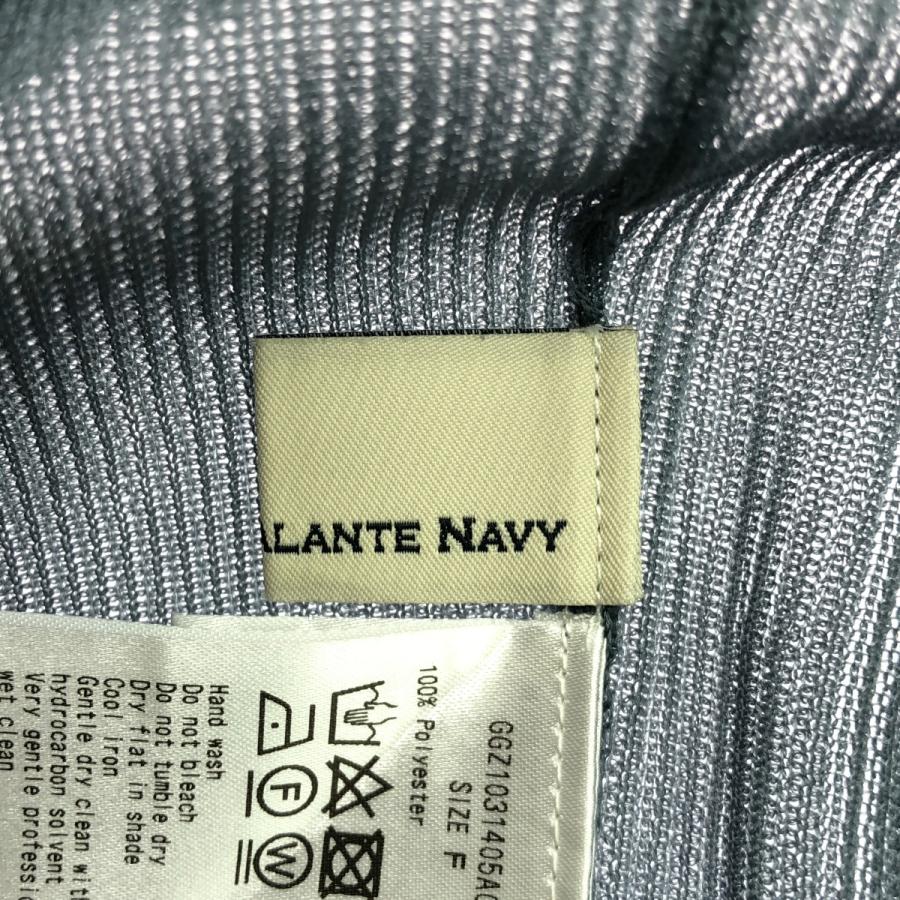 ALANTE NAVY
GGZ1031405A0
SIZE F
100% Polyester
F
W
Hand wash
Do not bleach
Do not tumble dry
Dry flat in shade
Cool iron
Gentle dry clean with
hydrocarbon solvent
Very gentle professi
wet clean